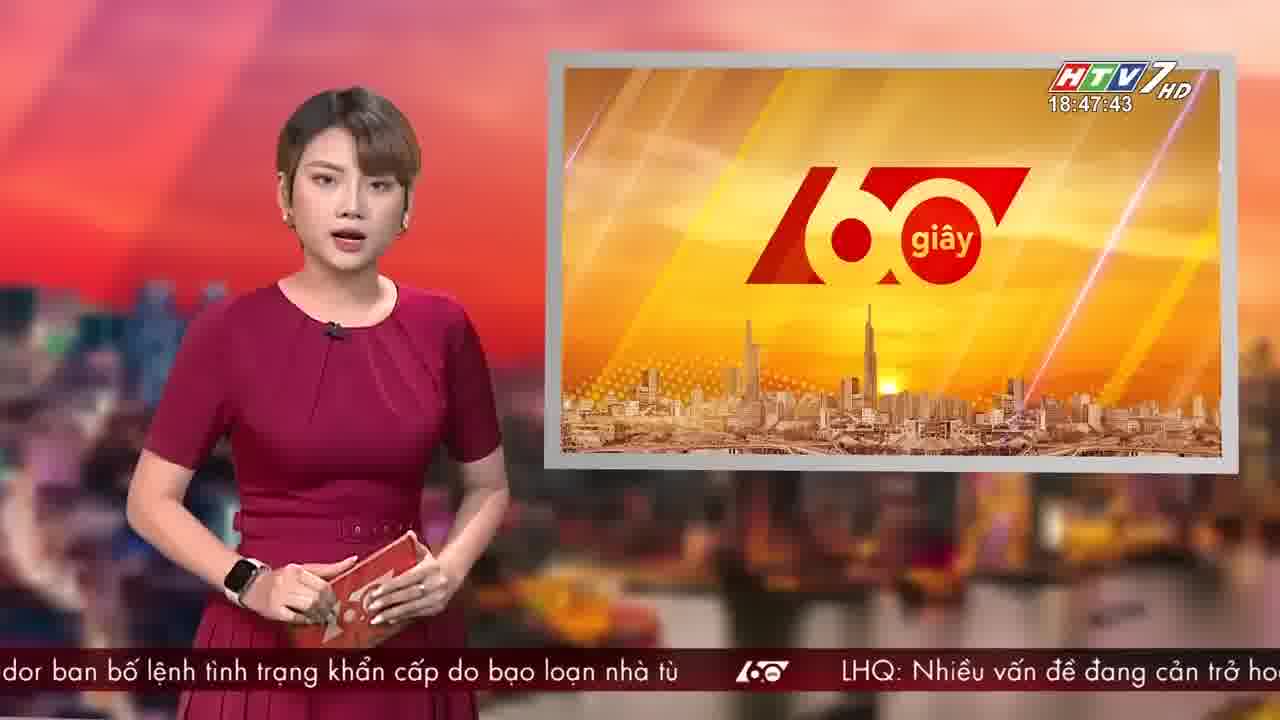 HTV7 HD
18:47:43
60 giây
dor ban bố lệnh tình trạng khẩn cấp do bạo loạn nhà tù 60 LHQ: Nhiều vấn đề đang cản trở